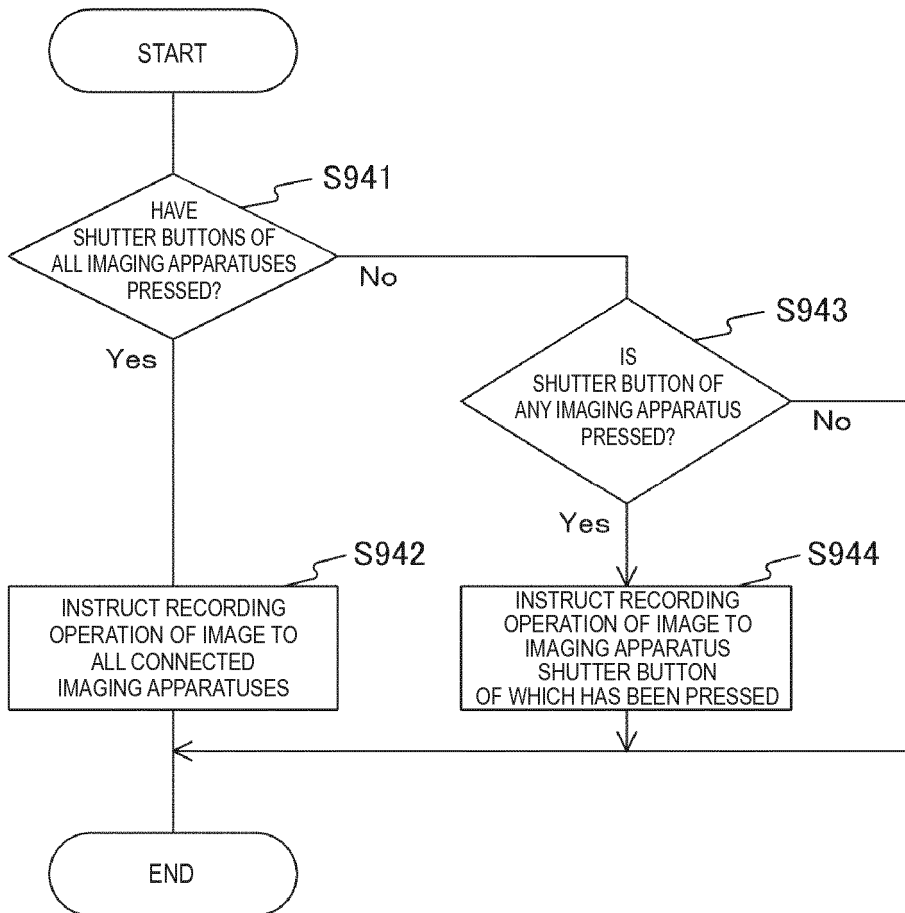 START
S941
HAVE
SHUTTER BUTTONS OF
ALL IMAGING APPARATUSES
PRESSED?
No
Yes
S943
IS
SHUTTER BUTTON OF
ANY IMAGING APPARATUS
PRESSED?
No
Yes
S942
INSTRUCT RECORDING
OPERATION OF IMAGE TO
ALL CONNECTED
IMAGING APPARATUSES
S944
INSTRUCT RECORDING
OPERATION OF IMAGE TO
IMAGING APPARATUS
SHUTTER BUTTON
OF WHICH HAS BEEN PRESSED
END